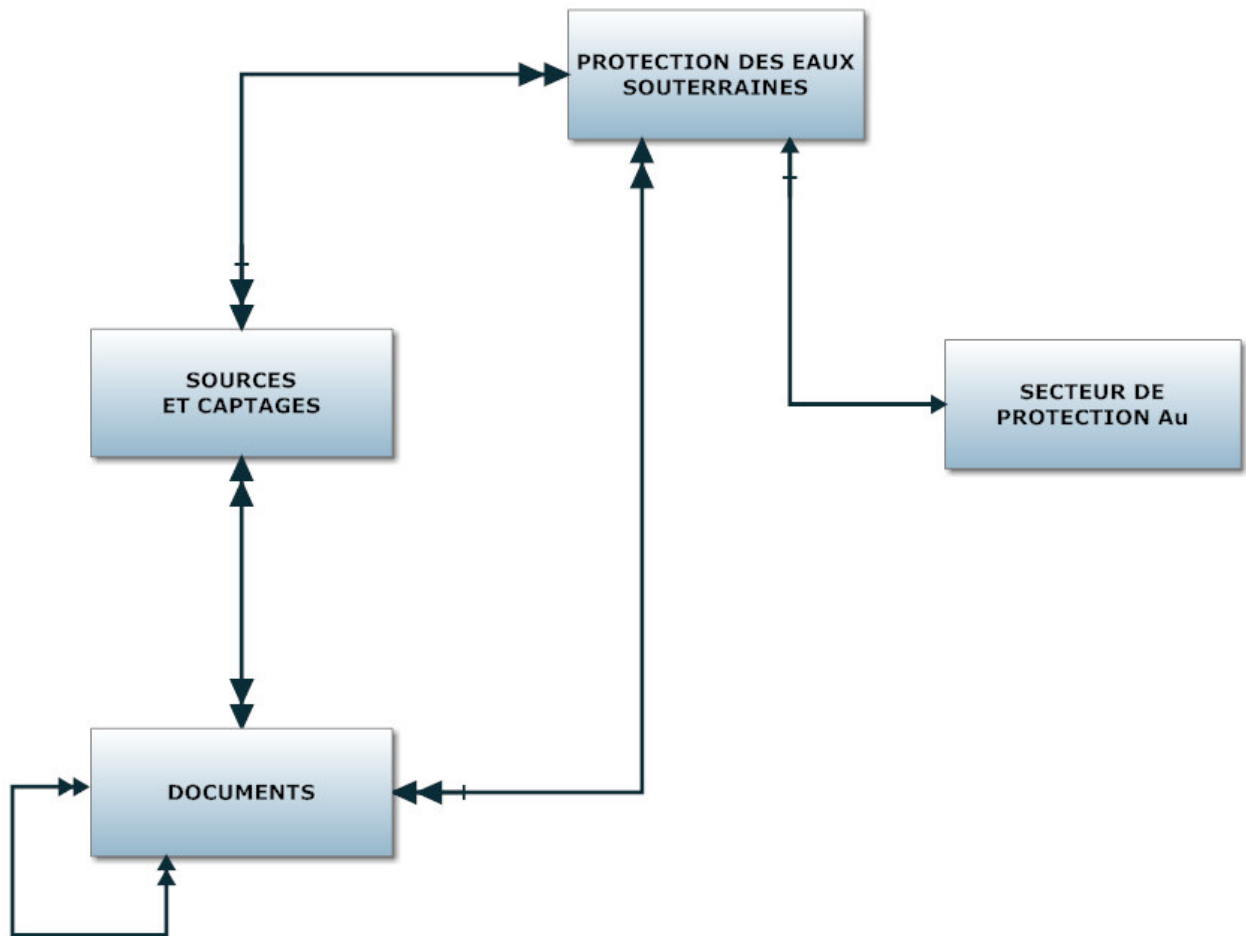 PROTECTION DES EAUX
SOUTERRAINES
SOURCES
ET CAPTAGES
SECTEUR DE
PROTECTION Au
DOCUMENTS